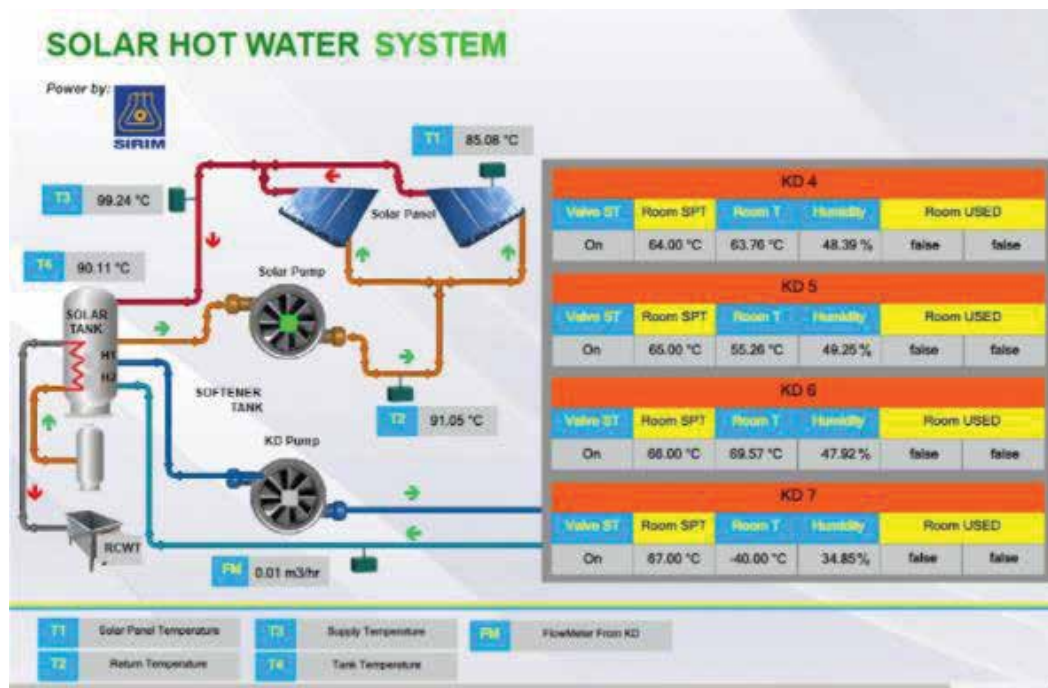 SOLAR HOT WATER SYSTEM
Power by:
SIRIM
T1 85.08 °C
T3 99.24 °C
Solar Panel
T4 90.11 °C
Solar Pump
SOLAR
TANK
H1
H2
SOFTENER
TANK
T2 91.05 °C
KD Pump
RCWT
FM 0.01 m3/hr
KD 4
Valve ST Room SPT Room T Humidity Room USED
On 64.00 °C 63.76 °C 48.39 % false false
KD 5
Valve ST Room SPT Room T Humidity Room USED
On 65.00 °C 55.26 °C 49.25 % false false
KD 6
Valve ST Room SPT Room T Humidity Room USED
On 66.00 °C 69.57 °C 47.92 % false false
KD 7
Valve ST Room SPT Room T Humidity Room USED
On 67.00 °C -40.00 °C 34.85% false false
T1 Solar Panel Temperature T3 Supply Temperature FM FlowMeter From KD
T2 Return Temperature T4 Tank Temperature